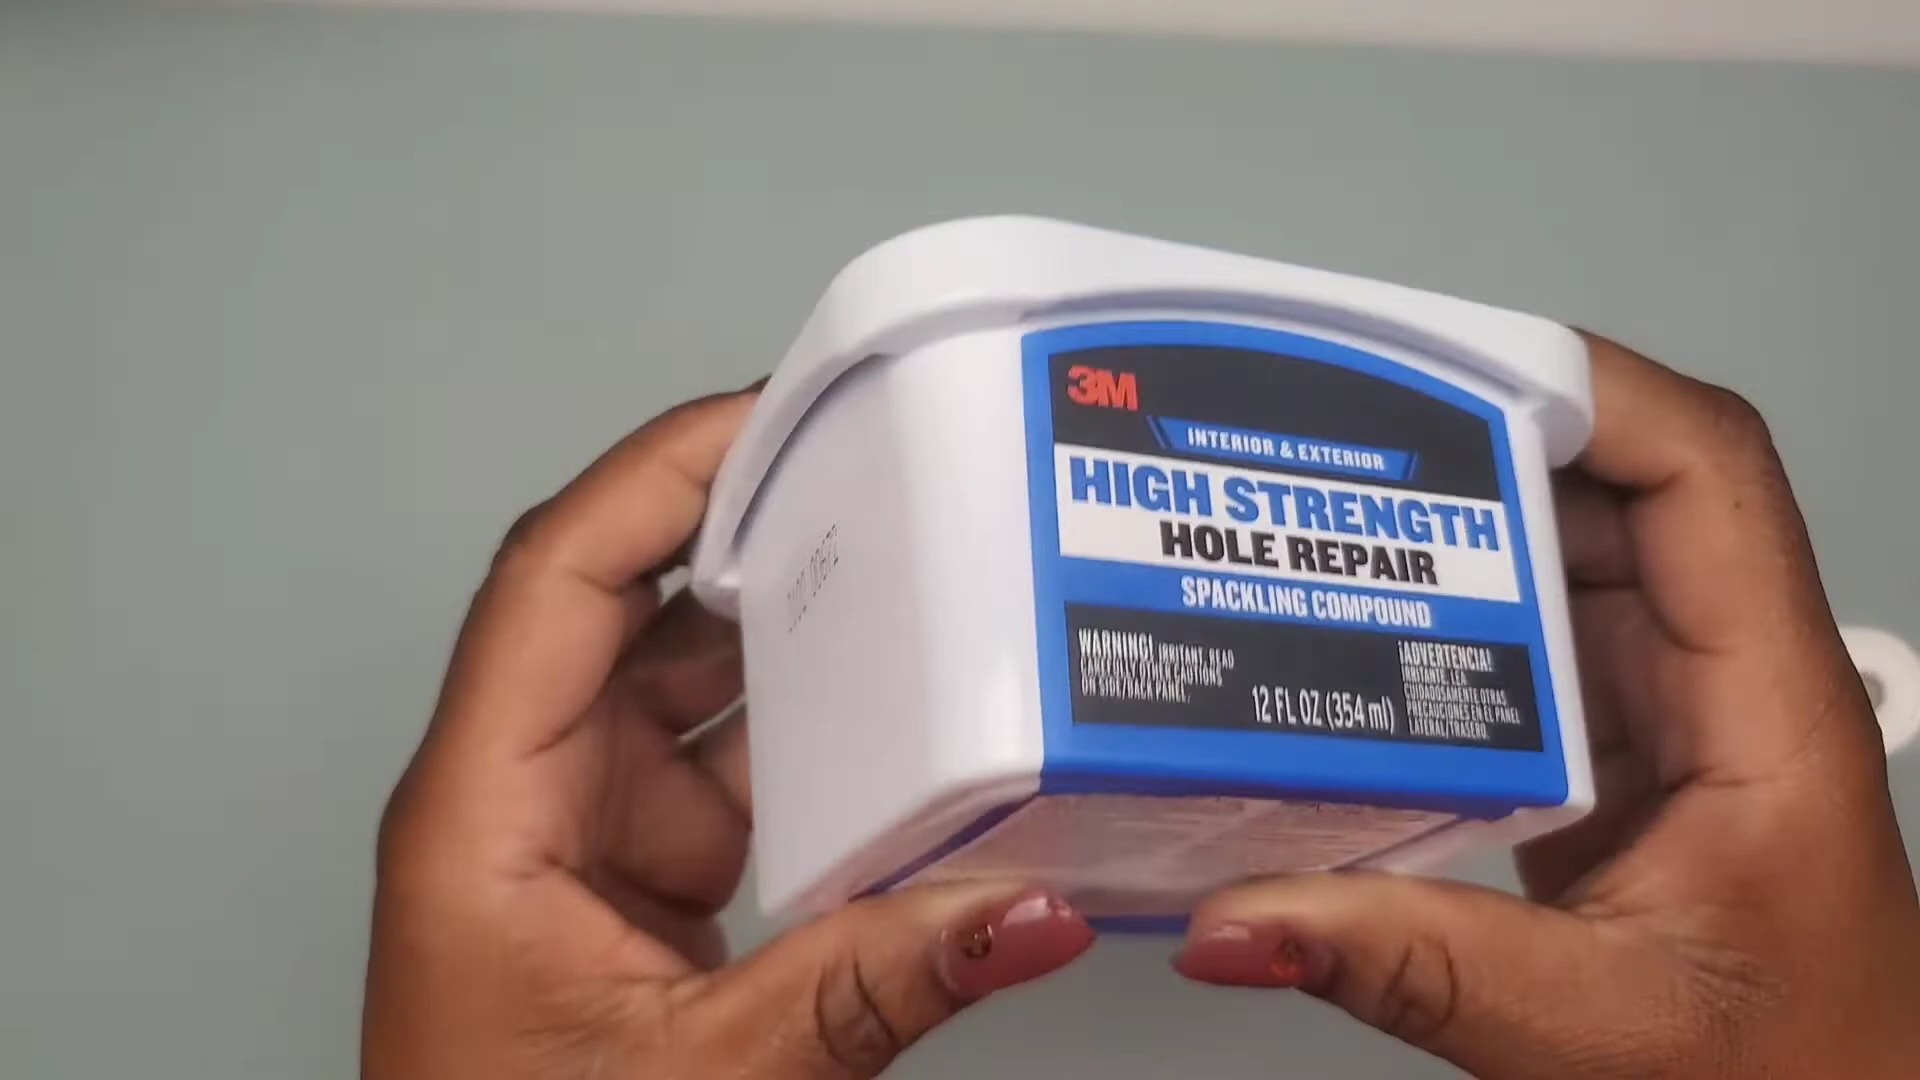 3M
INTERIOR & EXTERIOR
HIGH STRENGTH
HOLE REPAIR
SPACKLING COMPOUND
WARNING! IRRITANT. READ
CAREFULLY OTHER CAUTIONS
ON SIDE/BACK PANEL.
12 FL OZ (354 ml)
¡ADVERTENCIA!
IRRITANTE. LEA
CUIDADOSAMENTE OTRAS
PRECAUCIONES EN EL PANEL
LATERAL/TRASERO.